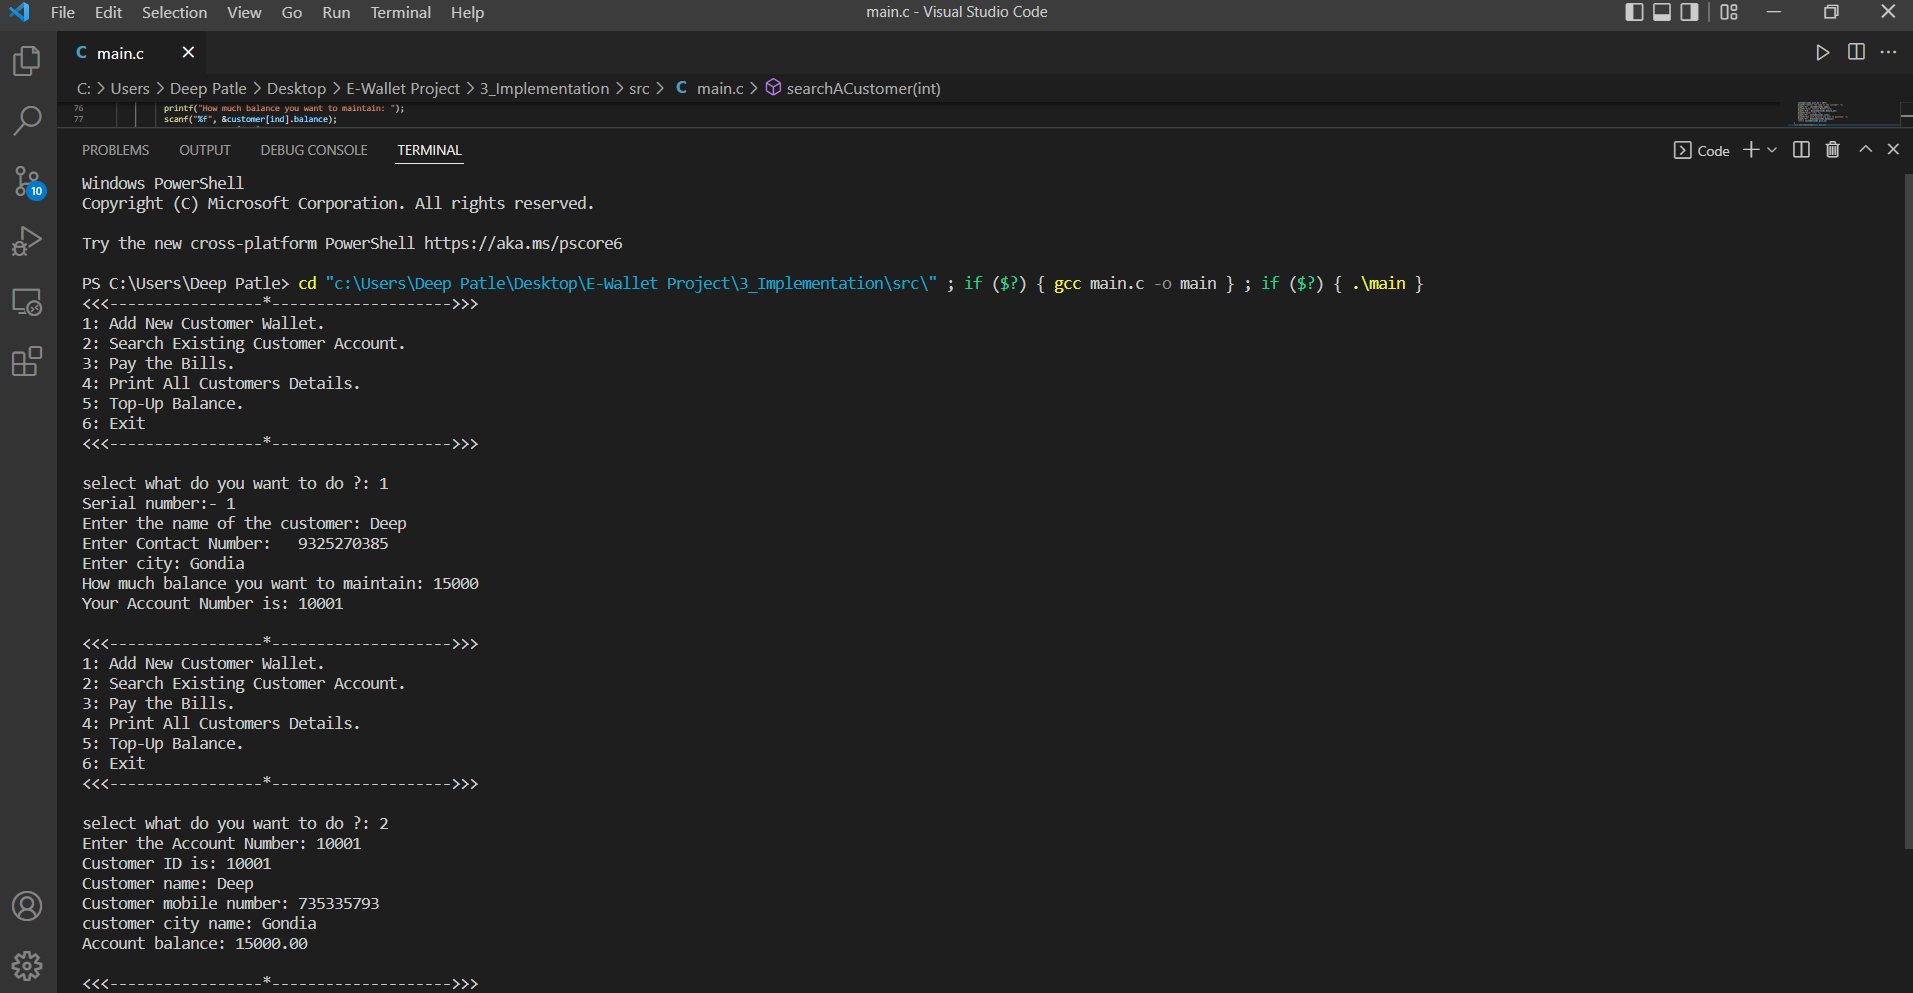 File Edit Selection View Go Run Terminal Help
main.c - Visual Studio Code
C main.c
C: > Users > Deep Patle > Desktop > E-Wallet Project > 3_Implementation > src > C main.c > searchACustomer(int)
76 printf("How much balance you want to maintain: ");
77 scanf("%f", &customer[ind].balance);
PROBLEMS OUTPUT DEBUG CONSOLE TERMINAL
Code
10
Windows PowerShell
Copyright (C) Microsoft Corporation. All rights reserved.
Try the new cross-platform PowerShell https://aka.ms/pscore6
PS C:\Users\Deep Patle> cd "c:\Users\Deep Patle\Desktop\E-Wallet Project\3_Implementation\src\" ; if ($?) { gcc main.c -o main } ; if ($?) { .\main }
<<<-----------------*-------------------->>>
1: Add New Customer Wallet.
2: Search Existing Customer Account.
3: Pay the Bills.
4: Print All Customers Details.
5: Top-Up Balance.
6: Exit
<<<-----------------*-------------------->>>
select what do you want to do ?: 1
Serial number:- 1
Enter the name of the customer: Deep
Enter Contact Number:   9325270385
Enter city: Gondia
How much balance you want to maintain: 15000
Your Account Number is: 10001
<<<-----------------*-------------------->>>
1: Add New Customer Wallet.
2: Search Existing Customer Account.
3: Pay the Bills.
4: Print All Customers Details.
5: Top-Up Balance.
6: Exit
<<<-----------------*-------------------->>>
select what do you want to do ?: 2
Enter the Account Number: 10001
Customer ID is: 10001
Customer name: Deep
Customer mobile number: 735335793
customer city name: Gondia
Account balance: 15000.00
<<<-----------------*-------------------->>>